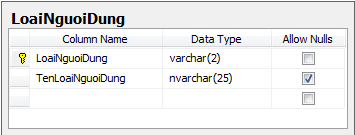 LoaiNguoiDung
Column Name Data Type Allow Nulls
LoaiNguoiDung varchar(2)
TenLoaiNguoiDung nvarchar(25)